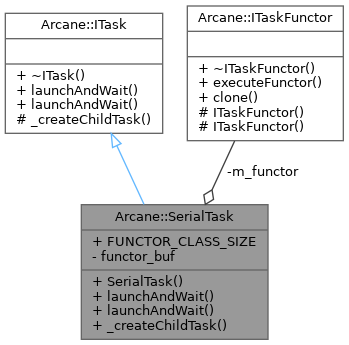 Arcane::ITask
+ ~ITask()
+ launchAndWait()
+ launchAndWait()
# _createChildTask()
Arcane::ITaskFunctor
+ ~ITaskFunctor()
+ executeFunctor()
+ clone()
# ITaskFunctor()
# ITaskFunctor()
-m_functor
Arcane::SerialTask
+ FUNCTOR_CLASS_SIZE
- functor_buf
+ SerialTask()
+ launchAndWait()
+ launchAndWait()
+ _createChildTask()